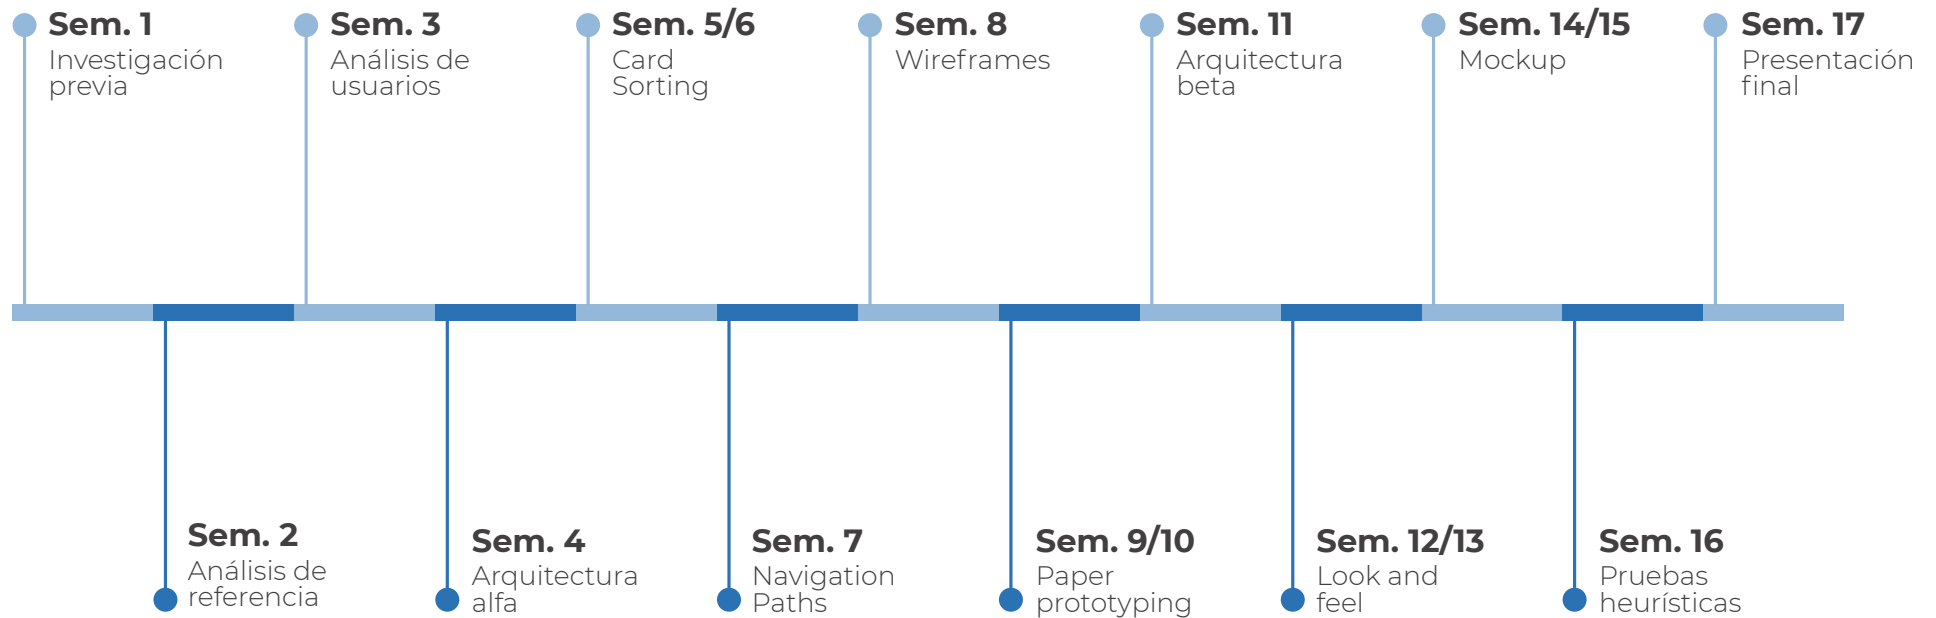 Sem. 1
Investigación
previa
Sem. 3
Análisis de
usuarios
Sem. 5/6
Card
Sorting
Sem. 8
Wireframes
Sem. 11
Arquitectura
beta
Sem. 14/15
Mockup
Sem. 17
Presentación
final
Sem. 2
Análisis de
referencia
Sem. 4
Arquitectura
alfa
Sem. 7
Navigation
Paths
Sem. 9/10
Paper
prototyping
Sem. 12/13
Look and
feel
Sem. 16
Pruebas
heurísticas